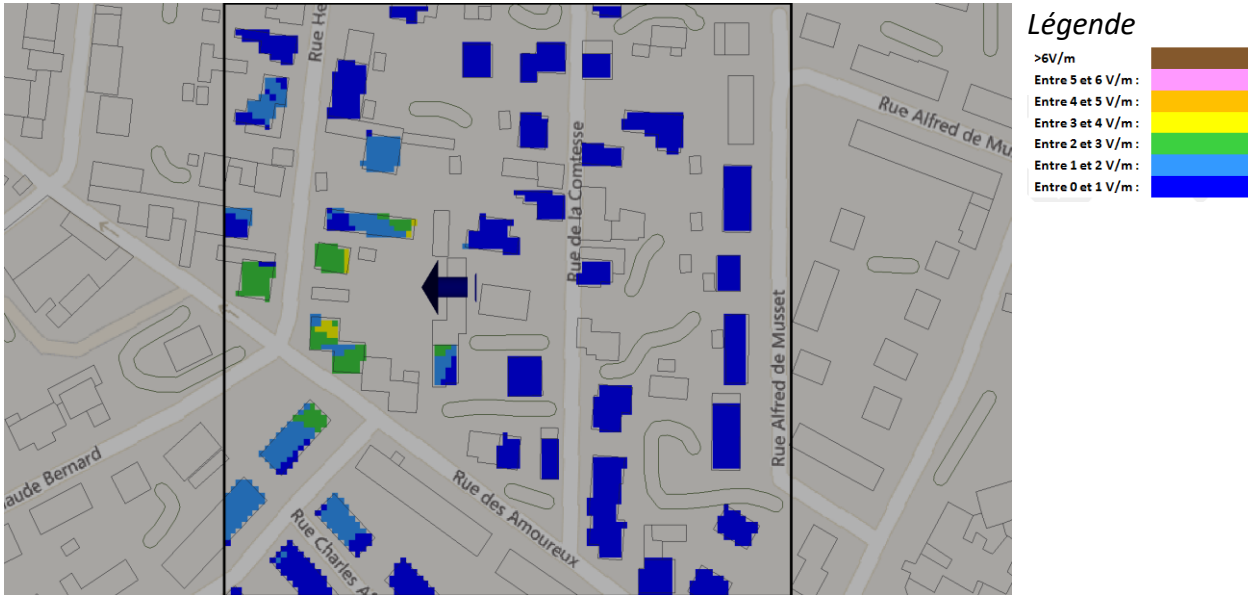 Légende
>6V/m
Entre 5 et 6 V/m :
Entre 4 et 5 V/m :
Entre 3 et 4 V/m :
Entre 2 et 3 V/m :
Entre 1 et 2 V/m :
Entre 0 et 1 V/m :
Rue He
Rue de la Comtesse
Rue Alfred de Mu
Rue Alfred de Musset
aude Bernard
Rue des Amoureux
Rue Charles A